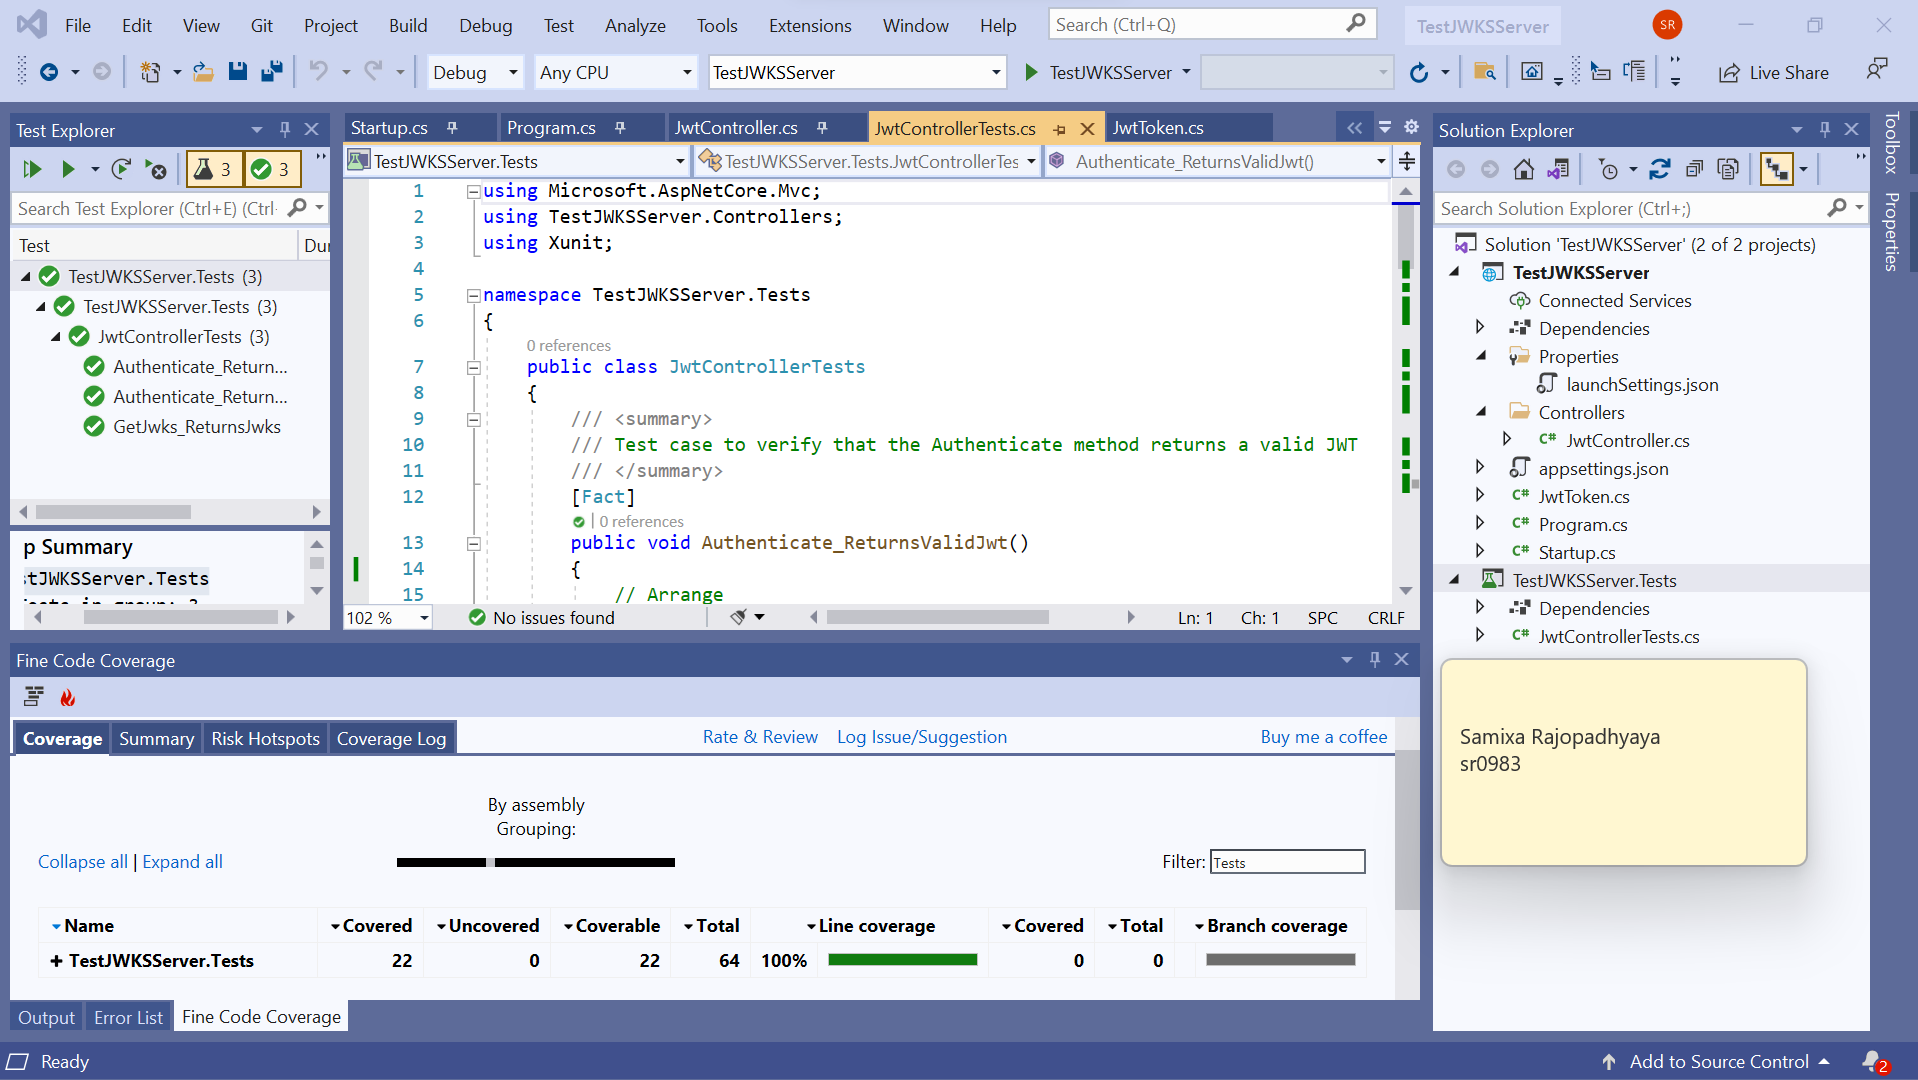 File Edit View Git Project Build Debug Test Analyze Tools Extensions Window Help Search (Ctrl+Q) TestJWKSServer SR
Debug Any CPU TestJWKSServer TestJWKSServer Live Share
Test Explorer
3 3
Search Test Explorer (Ctrl+E) (Ctrl
Test Dur
TestJWKSServer.Tests (3)
TestJWKSServer.Tests (3)
JwtControllerTests (3)
Authenticate_Return...
Authenticate_Return...
GetJwks_ReturnsJwks
p Summary
tJWKSServer.Tests
Startup.cs Program.cs JwtController.cs JwtControllerTests.cs JwtToken.cs
TestJWKSServer.Tests TestJWKSServer.Tests.JwtControllerTes Authenticate_ReturnsValidJwt()
1 using Microsoft.AspNetCore.Mvc;
2 using TestJWKSServer.Controllers;
3 using Xunit;
4
5 namespace TestJWKSServer.Tests
6 {
0 references
7 public class JwtControllerTests
8 {
9 /// <summary>
10 /// Test case to verify that the Authenticate method returns a valid JWT
11 /// </summary>
12 [Fact]
0 references
13 public void Authenticate_ReturnsValidJwt()
14 {
15 // Arrange
102 % No issues found Ln: 1 Ch: 1 SPC CRLF
Solution Explorer
Search Solution Explorer (Ctrl+;)
Solution 'TestJWKSServer' (2 of 2 projects)
TestJWKSServer
Connected Services
Dependencies
Properties
launchSettings.json
Controllers
C# JwtController.cs
appsettings.json
C# JwtToken.cs
C# Program.cs
C# Startup.cs
TestJWKSServer.Tests
Dependencies
C# JwtControllerTests.cs
Toolbox
Properties
Samixa Rajopadhyaya
sr0983
Fine Code Coverage
Coverage Summary Risk Hotspots Coverage Log Rate & Review Log Issue/Suggestion Buy me a coffee
By assembly
Grouping:
Collapse all | Expand all Filter: Tests
Name Covered Uncovered Coverable Total Line coverage Covered Total Branch coverage
+ TestJWKSServer.Tests 22 0 22 64 100% 0 0
Output Error List Fine Code Coverage
Ready Add to Source Control 2